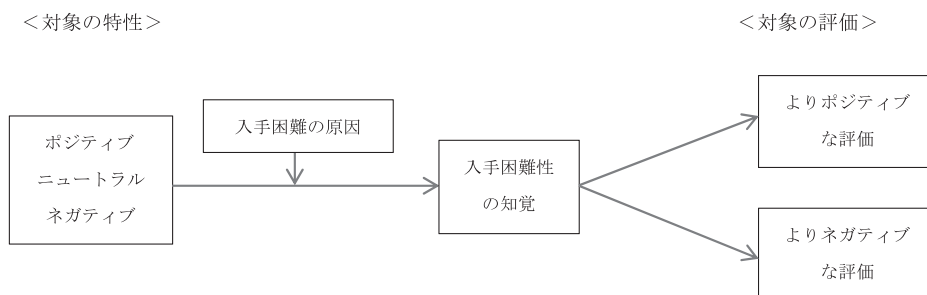 ＜対象の特性＞
＜対象の評価＞
ポジティブ
ニュートラル
ネガティブ
入手困難の原因
入手困難性
の知覚
よりポジティブ
な評価
よりネガティブ
な評価